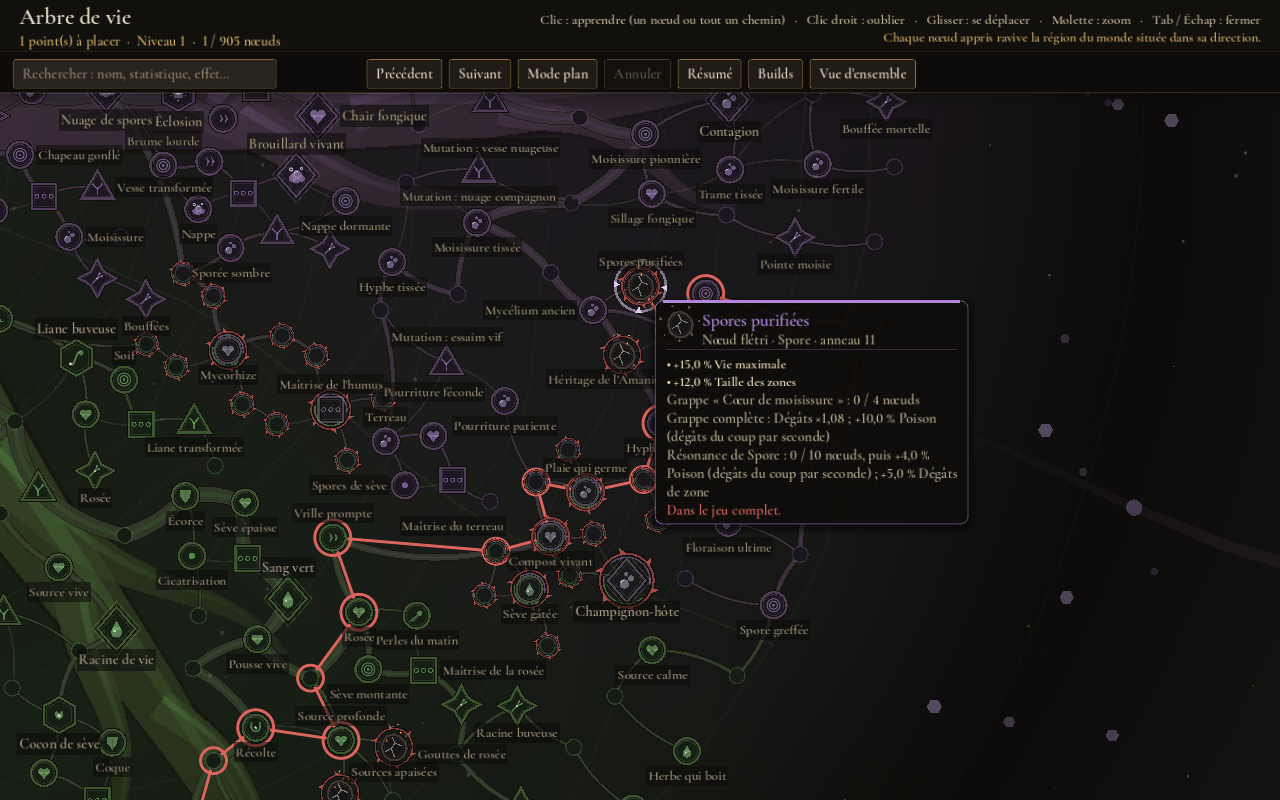 Arbre de vie
1 point(s) à placer · Niveau 1 · 1 / 905 nœuds
Clic : apprendre (un nœud ou tout un chemin) · Clic droit : oublier · Glisser : se déplacer · Molette : zoom · Tab / Échap : fermer
Chaque nœud appris ravive la région du monde située dans sa direction.
Rechercher : nom, statistique, effet...
Précédent
Suivant
Mode plan
Annuler
Résumé
Builds
Vue d'ensemble
Nuage de spores
Éclosion
Chair fongique
Contagion
Bouffée mortelle
Chapeau gonflé
Brume lourde
Brouillard vivant
Mutation : vesse nuageuse
Moisissure pionnière
Vesse transformée
Mutation : nuage compagnon
Trame tissée
Moisissure fertile
Nappe
Nappe dormante
Sillage fongique
Moisissure
Moisissure tissée
Spores purifiées
Pointe moisie
Sporée sombre
Hyphe tissée
Mycélium ancien
Liane buveuse
Bouffées
Mutation : essaim vif
Soif
Mycorhize
Maîtrise de l'humus
Pourriture féconde
Terreau
Pourriture patiente
Liane transformée
Plaie qui germe
Rosée
Spores de sève
Écorce
Sève épaisse
Vrille prompte
Maîtrise du terreau
Floraison ultime
Cicatrisation
Sang vert
Compost vivant
Source vive
Sève gâtée
Champignon-hôte
Spore greffée
Rosée
Perles du matin
Racine de vie
Pousse vive
Maîtrise de la rosée
Source calme
Sève montante
Source profonde
Racine buveuse
Cocon de sève
Récolte
Gouttes de rosée
Coque
Sources apaisées
Herbe qui boit
Spores purifiées
Nœud flétri · Spore · anneau 11
• +15,0 % Vie maximale
• +12,0 % Taille des zones
Grappe « Cœur de moisissure » : 0 / 4 nœuds
Grappe complète : Dégâts ×1,08 ; +10,0 % Poison
(dégâts du coup par seconde)
Résonance de Spore : 0 / 10 nœuds, puis +4,0 %
Poison (dégâts du coup par seconde) ; +5,0 % Dégâts
de zone
Dans le jeu complet.